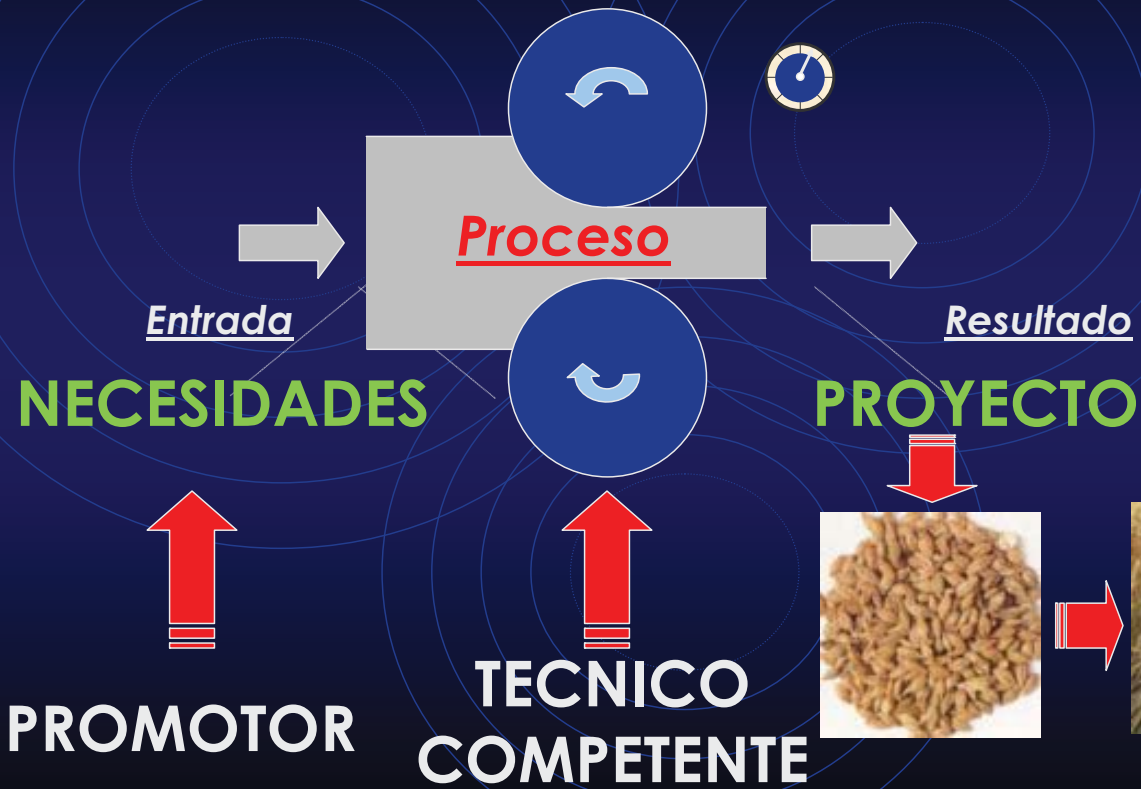 Proceso
Entrada
Resultado
NECESIDADES
PROYECTO
PROMOTOR
TECNICO
COMPETENTE